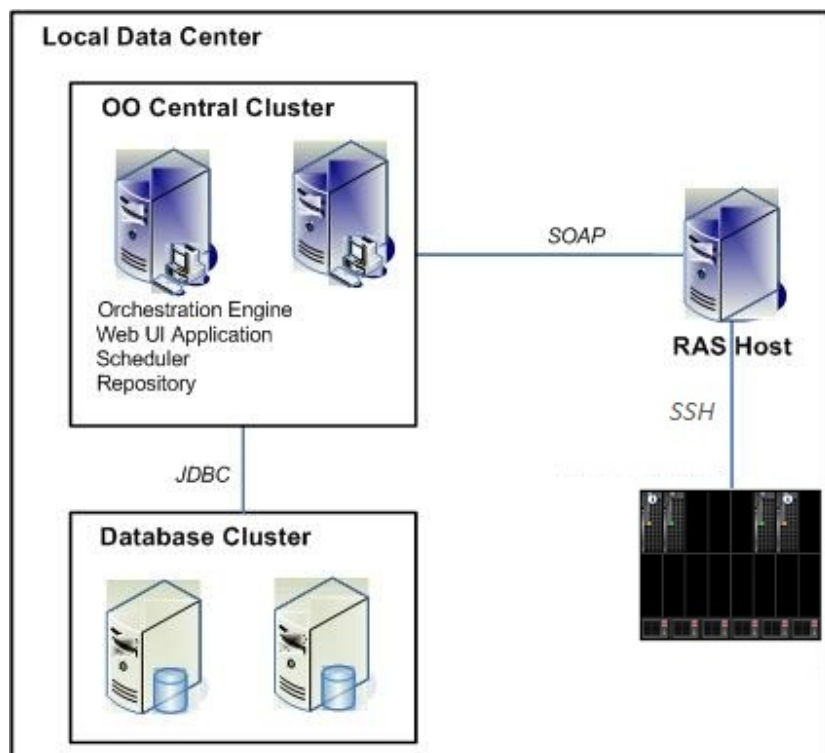 Local Data Center
OO Central Cluster
SOAP
Orchestration Engine
Web UI Application
Scheduler
Repository
RAS Host
SSH
JDBC
Database Cluster